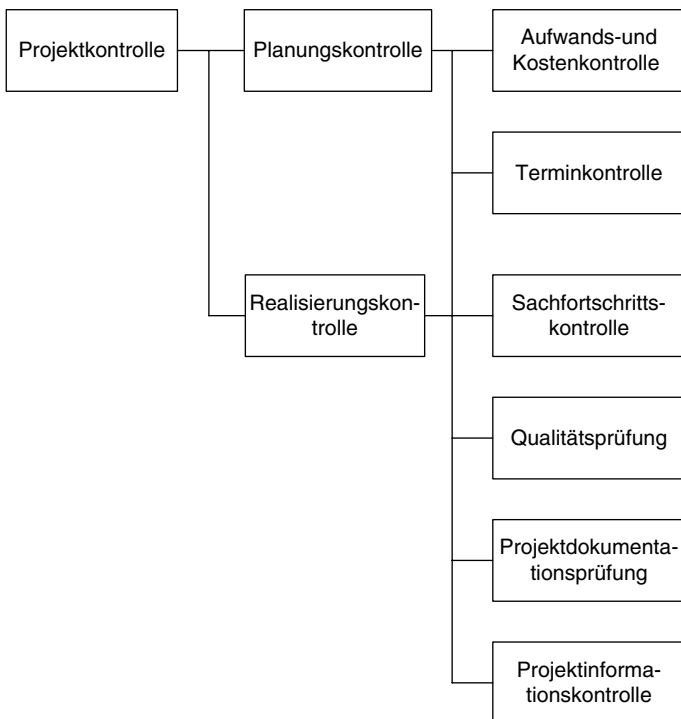 Projektkontrolle
Planungskontrolle
Aufwands-und
Kostenkontrolle
Terminkontrolle
Realisierungskon-
trolle
Sachfortschritts-
kontrolle
Qualitätsprüfung
Projektdokumenta-
tionsprüfung
Projektinforma-
tionskontrolle